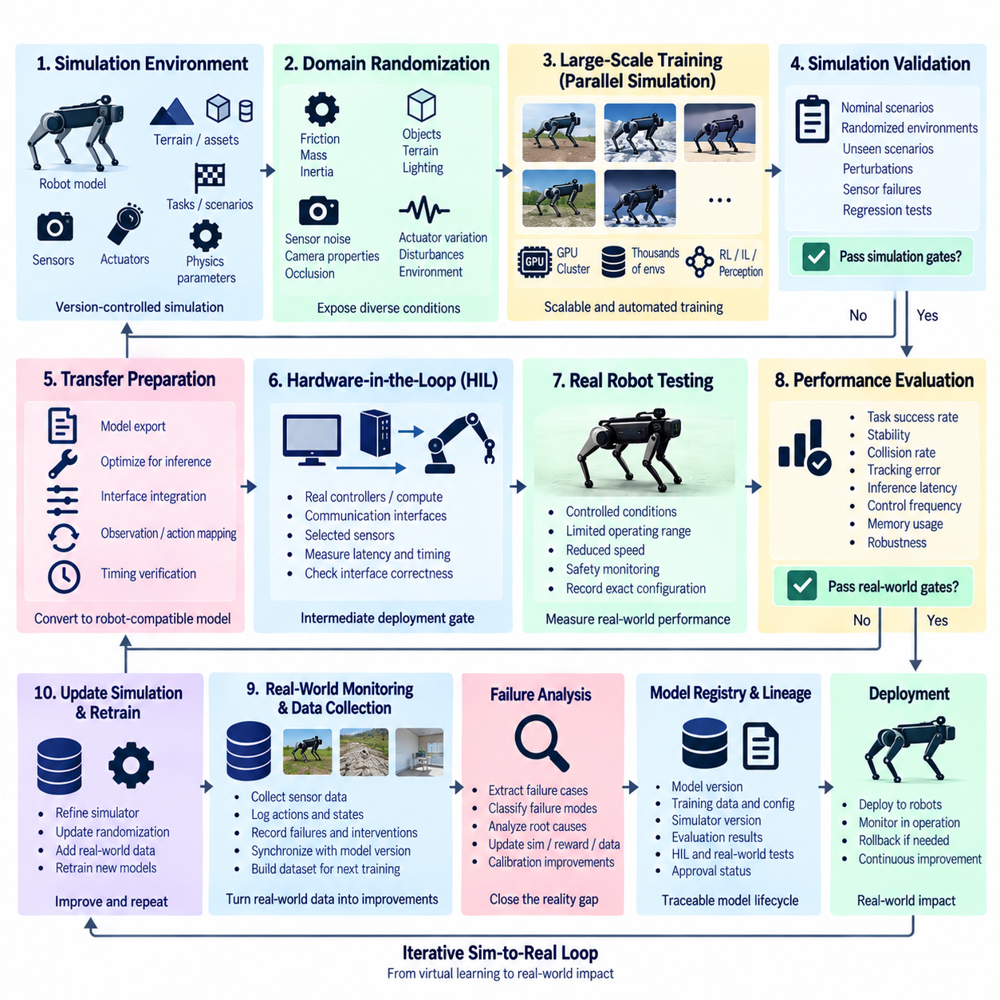 1. Simulation Environment
Robot model
Terrain / assets
Tasks / scenarios
Sensors
Actuators
Physics
parameters
Version-controlled simulation
2. Domain Randomization
Friction
Mass
Inertia
Objects
Terrain
Lighting
Sensor noise
Camera properties
Occlusion
Actuator variation
Disturbances
Environment
Expose diverse conditions
3. Large-Scale Training
(Parallel Simulation)
...
GPU
GPU
Cluster
Thousands
of envs
RL / IL /
Perception
Scalable and automated training
4. Simulation Validation
Nominal scenarios
Randomized environments
Unseen scenarios
Perturbations
Sensor failures
Regression tests
Pass simulation gates?
No
Yes
5. Transfer Preparation
Model export
Optimize for inference
Interface integration
Observation / action mapping
Timing verification
Convert to robot-compatible model
6. Hardware-in-the-Loop (HIL)
• Real controllers / compute
• Communication interfaces
• Selected sensors
• Measure latency and timing
• Check interface correctness
Intermediate deployment gate
7. Real Robot Testing
• Controlled conditions
• Limited operating range
• Reduced speed
• Safety monitoring
• Record exact configuration
Measure real-world performance
8. Performance Evaluation
• Task success rate
• Stability
• Collision rate
• Tracking error
• Inference latency
• Control frequency
• Memory usage
• Robustness
Pass real-world gates?
No
Yes
10. Update Simulation
& Retrain
• Refine simulator
• Update randomization
• Add real-world data
• Retrain new models
Improve and repeat
9. Real-World Monitoring
& Data Collection
• Collect sensor data
• Log actions and states
• Record failures and interventions
• Synchronize with model version
• Build dataset for next training
Turn real-world data into improvements
Failure Analysis
• Extract failure cases
• Classify failure modes
• Analyze root causes
• Update sim / reward / data
• Calibration improvements
Close the reality gap
Model Registry & Lineage
• Model version
• Training data and config
• Simulator version
• Evaluation results
• HIL and real-world tests
• Approval status
Traceable model lifecycle
Deployment
• Deploy to robots
• Monitor in operation
• Rollback if needed
• Continuous improvement
Real-world impact
Iterative Sim-to-Real Loop
From virtual learning to real-world impact